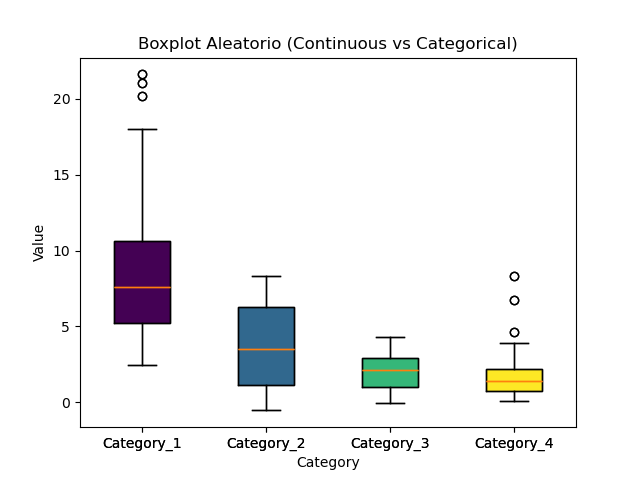 Boxplot Aleatorio (Continuous vs Categorical)
20
15
10
5
0
Value
Category_1 Category_2 Category_3 Category_4
Category